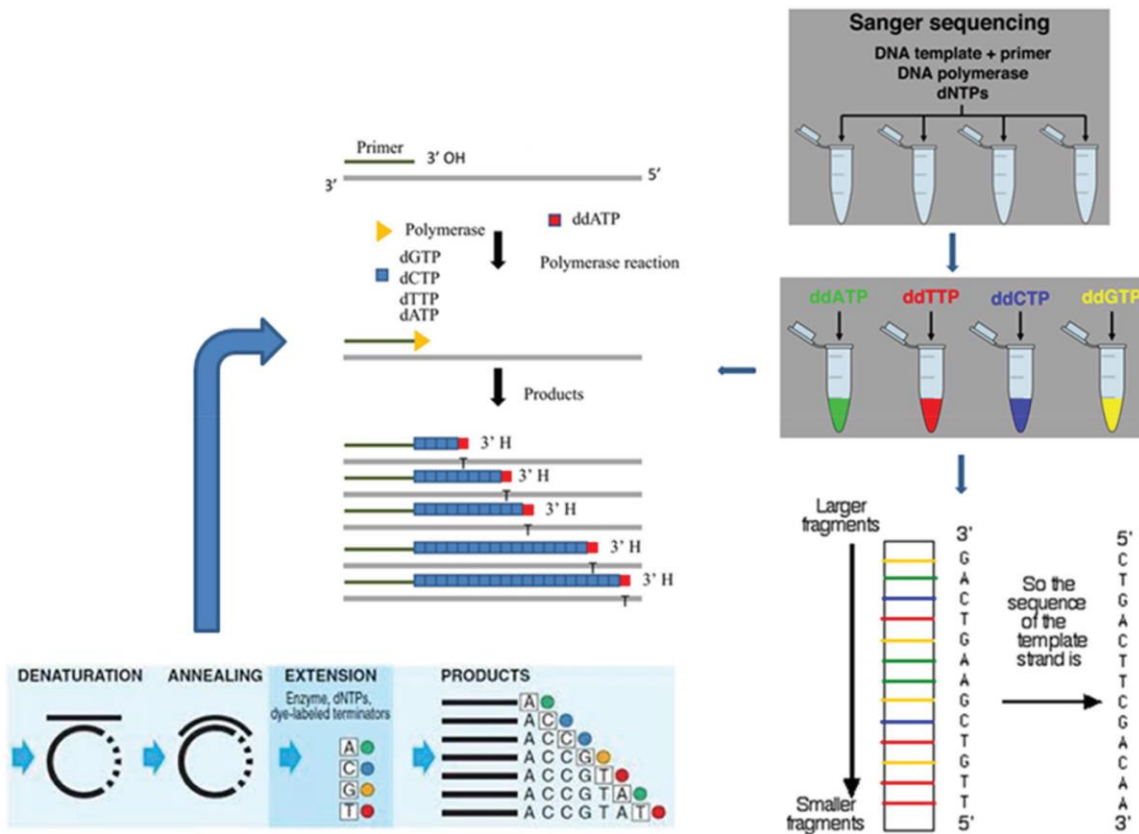 Sanger sequencing
DNA template + primer
DNA polymerase
dNTPs
Primer
3' OH
3'
5'
ddATP
Polymerase
dGTP
dCTP
dTTP
dATP
Polymerase reaction
Products
3' H
T
3' H
T
3' H
T
3' H
T
3' H
T
ddATP ddTTP ddCTP ddGTP
Larger
fragments
Smaller
fragments
3'
G
A
C
T
G
A
A
G
C
T
G
T
T
5'
So the
sequence
of the
template
strand is
5'
C
T
G
A
C
T
T
C
G
A
C
A
A
3'
DENATURATION
ANNEALING
EXTENSION
Enzyme, dNTPs,
dye-labeled terminators
A
C
G
T
PRODUCTS
A
A C
A C C
A C C G
A C C G T
A C C G T A
A C C G T A T